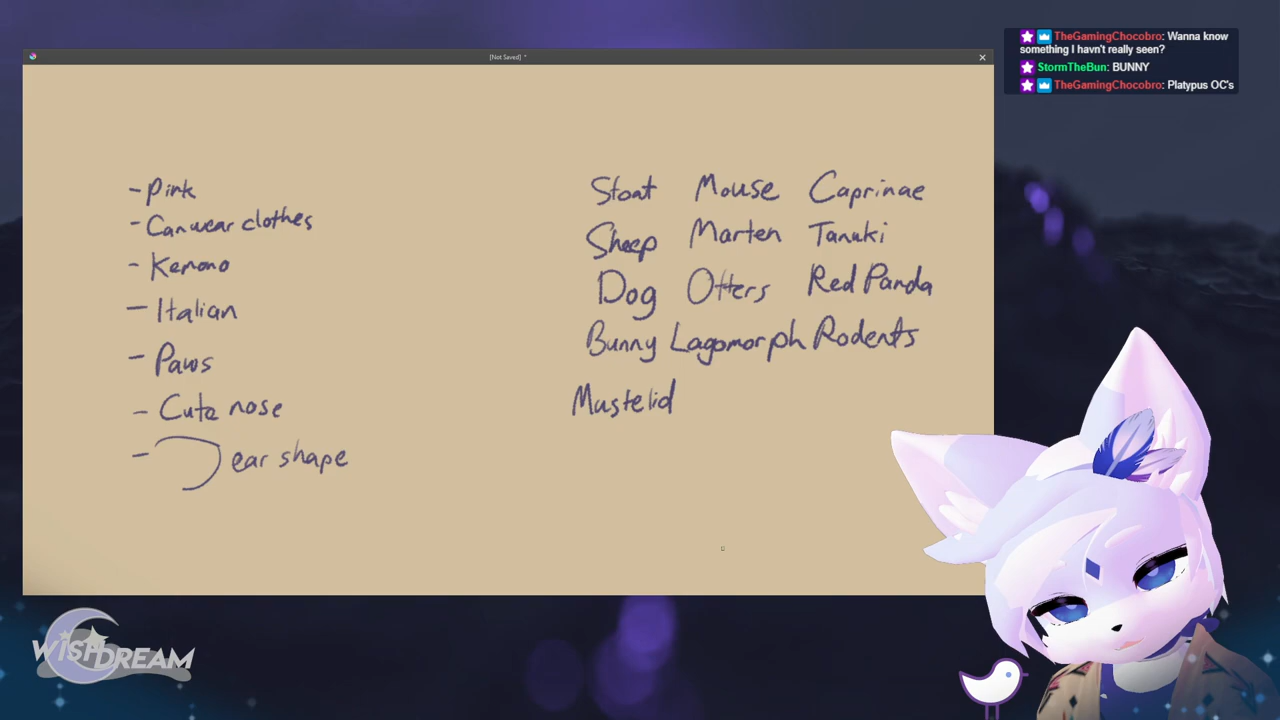 [Not Saved] *
- Pink
- Can wear clothes
- Kemono
- Italian
- Paws
- Cute nose
- ear shape
Stoat Mouse Caprinae
Sheep Marten Tanuki
Dog Otters Red Panda
Bunny Lagomorph Rodents
Mustelid
TheGamingChocobro: Wanna know
something I havn't really seen?
StormTheBun: BUNNY
TheGamingChocobro: Platypus OC's
WISHDREAM